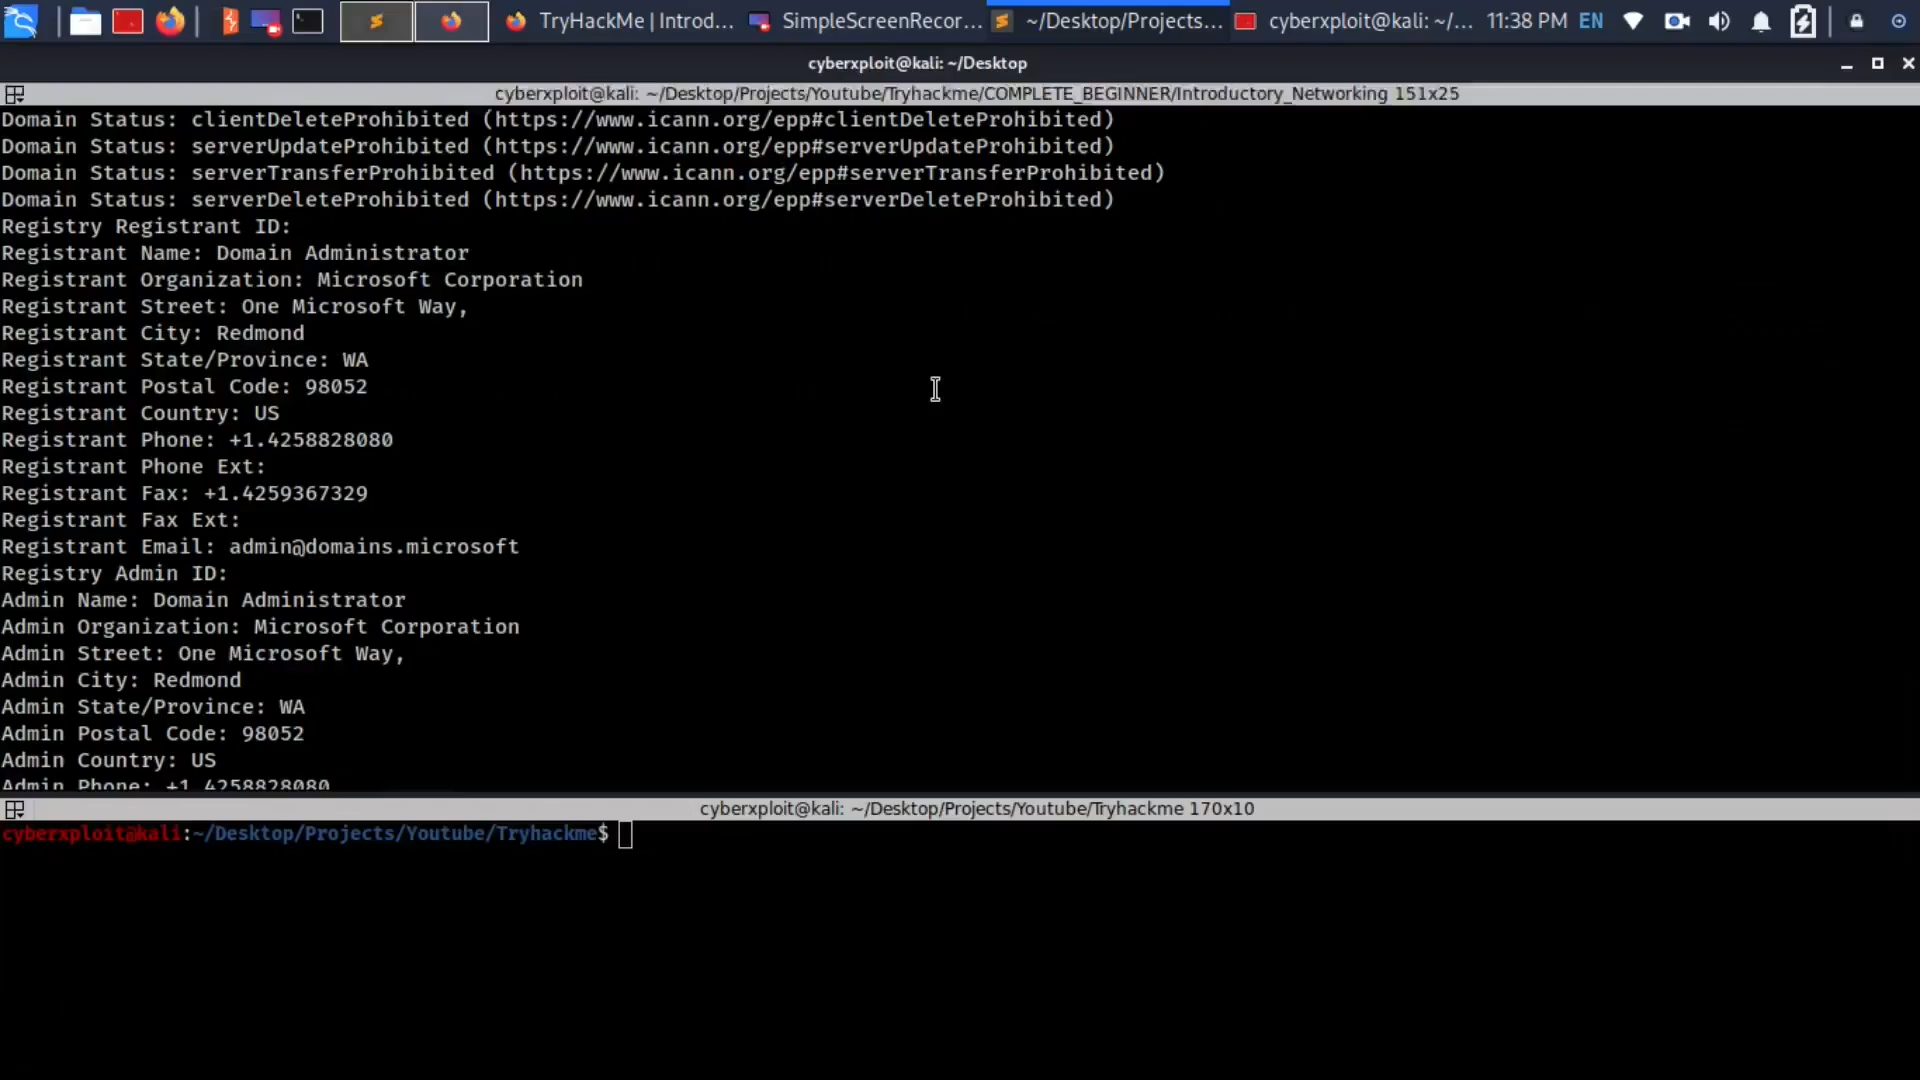 TryHackMe | Introd...
SimpleScreenRecor...
~/Desktop/Projects...
cyberxploit@kali: ~/...
11:38 PM
EN
cyberxploit@kali: ~/Desktop
cyberxploit@kali: ~/Desktop/Projects/Youtube/Tryhackme/COMPLETE_BEGINNER/Introductory_Networking 151x25
Domain Status: clientDeleteProhibited (https://www.icann.org/epp#clientDeleteProhibited)
Domain Status: serverUpdateProhibited (https://www.icann.org/epp#serverUpdateProhibited)
Domain Status: serverTransferProhibited (https://www.icann.org/epp#serverTransferProhibited)
Domain Status: serverDeleteProhibited (https://www.icann.org/epp#serverDeleteProhibited)
Registry Registrant ID:
Registrant Name: Domain Administrator
Registrant Organization: Microsoft Corporation
Registrant Street: One Microsoft Way,
Registrant City: Redmond
Registrant State/Province: WA
Registrant Postal Code: 98052
Registrant Country: US
Registrant Phone: +1.4258828080
Registrant Phone Ext:
Registrant Fax: +1.4259367329
Registrant Fax Ext:
Registrant Email: admin@domains.microsoft
Registry Admin ID:
Admin Name: Domain Administrator
Admin Organization: Microsoft Corporation
Admin Street: One Microsoft Way,
Admin City: Redmond
Admin State/Province: WA
Admin Postal Code: 98052
Admin Country: US
Admin Phone: +1.4258828080
cyberxploit@kali: ~/Desktop/Projects/Youtube/Tryhackme 170x10
cyberxploit@kali:~/Desktop/Projects/Youtube/Tryhackme$